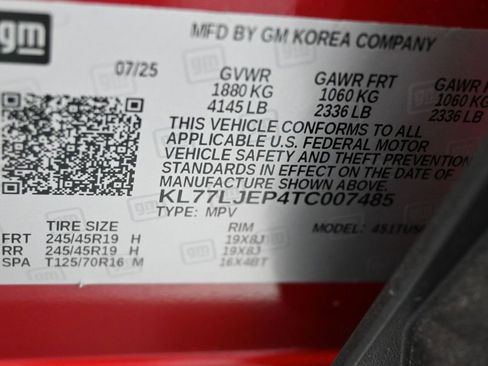 gm
MFD BY GM KOREA COMPANY
07/25 GVWR GAWR FRT GAWR
1880 KG 1060 KG 1060 KG
4145 LB 2336 LB 2336 LB
THIS VEHICLE CONFORMS TO ALL
APPLICABLE U.S. FEDERAL MOTOR
VEHICLE SAFETY AND THEFT PREVENTION
STANDARDS IN EFFECT ON THE DATE OF
MANUFACTURE SHOWN ABOVE.
KL77LJEP4TC007485
TYPE: MPV
TIRE SIZE RIM MODEL:
FRT 245/45R19 H 19X8J
RR 245/45R19 H 19X8J
SPA T125/70R16 M 16X4BT